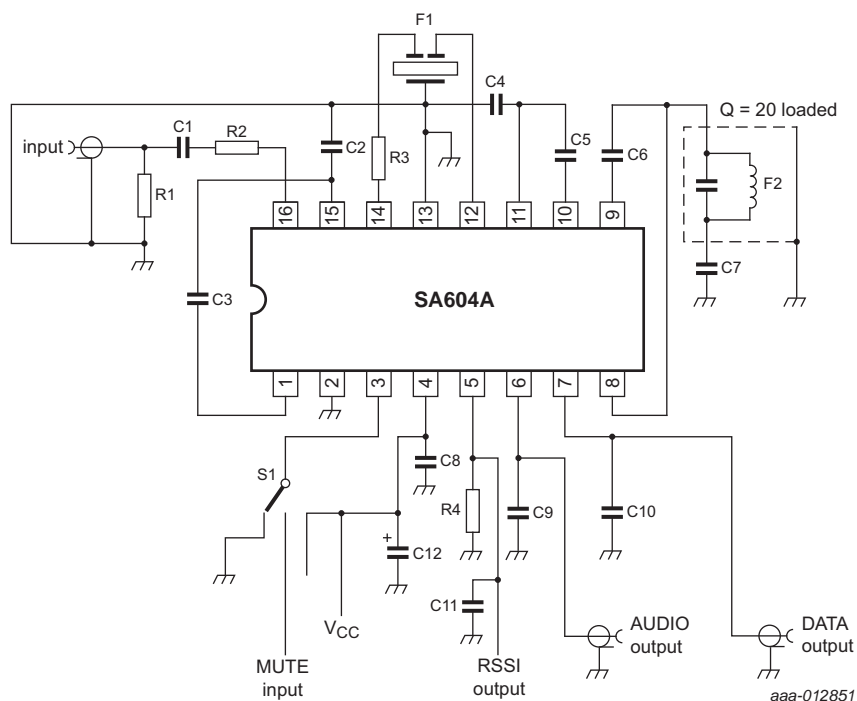 F1
C4
Q = 20 loaded
input
C1
R2
C2
R3
C5
C6
F2
R1
C7
16
15
14
13
12
11
10
9
C3
SA604A
1
2
3
4
5
6
7
8
S1
C8
R4
C9
C10
+
C12
C11
VCC
AUDIO
output
DATA
output
MUTE
input
RSSI
output
aaa-012851